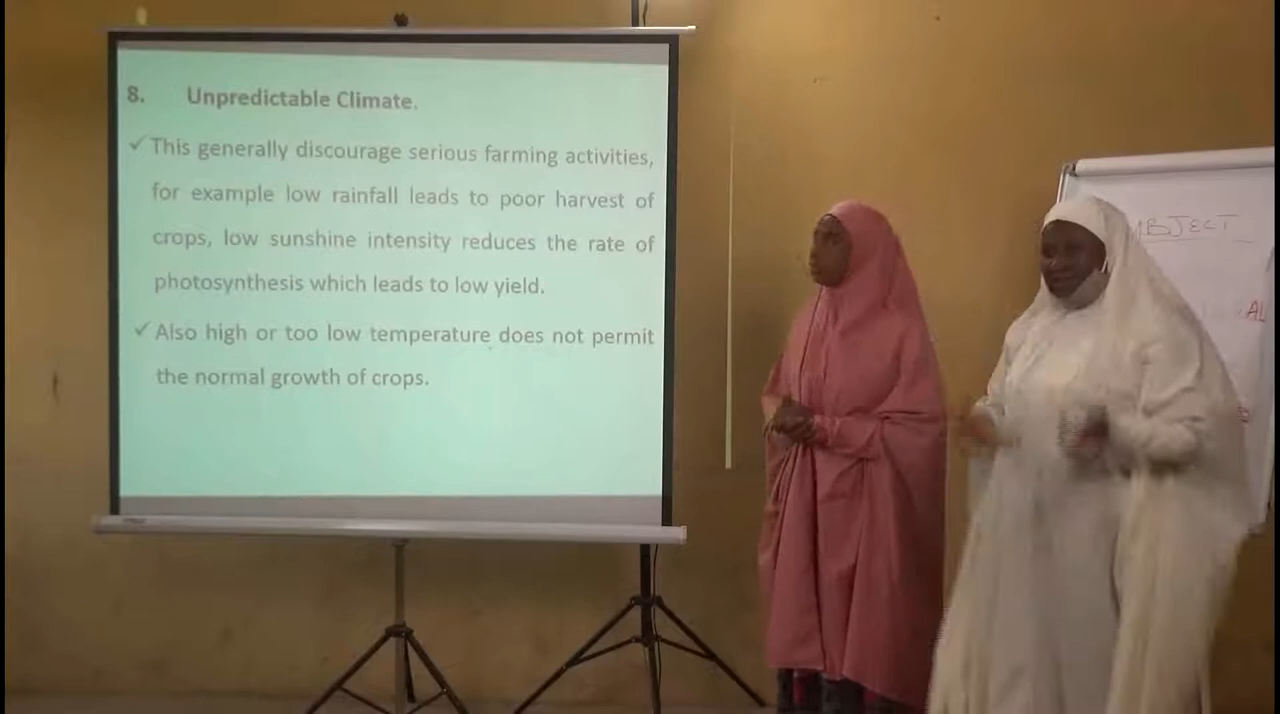 8. Unpredictable Climate.
✓ This generally discourage serious farming activities,
for example low rainfall leads to poor harvest of
crops, low sunshine intensity reduces the rate of
photosynthesis which leads to low yield.
✓ Also high or too low temperature does not permit
the normal growth of crops.
BJECT
AL